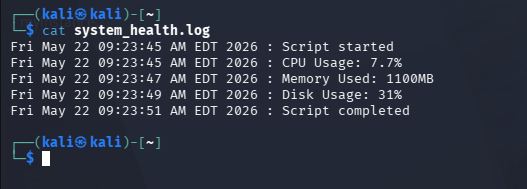 ┌──(kali㉿kali)-[~]
└─$ cat system_health.log
Fri May 22 09:23:45 AM EDT 2026 : Script started
Fri May 22 09:23:45 AM EDT 2026 : CPU Usage: 7.7%
Fri May 22 09:23:47 AM EDT 2026 : Memory Used: 1100MB
Fri May 22 09:23:49 AM EDT 2026 : Disk Usage: 31%
Fri May 22 09:23:51 AM EDT 2026 : Script completed
┌──(kali㉿kali)-[~]
└─$